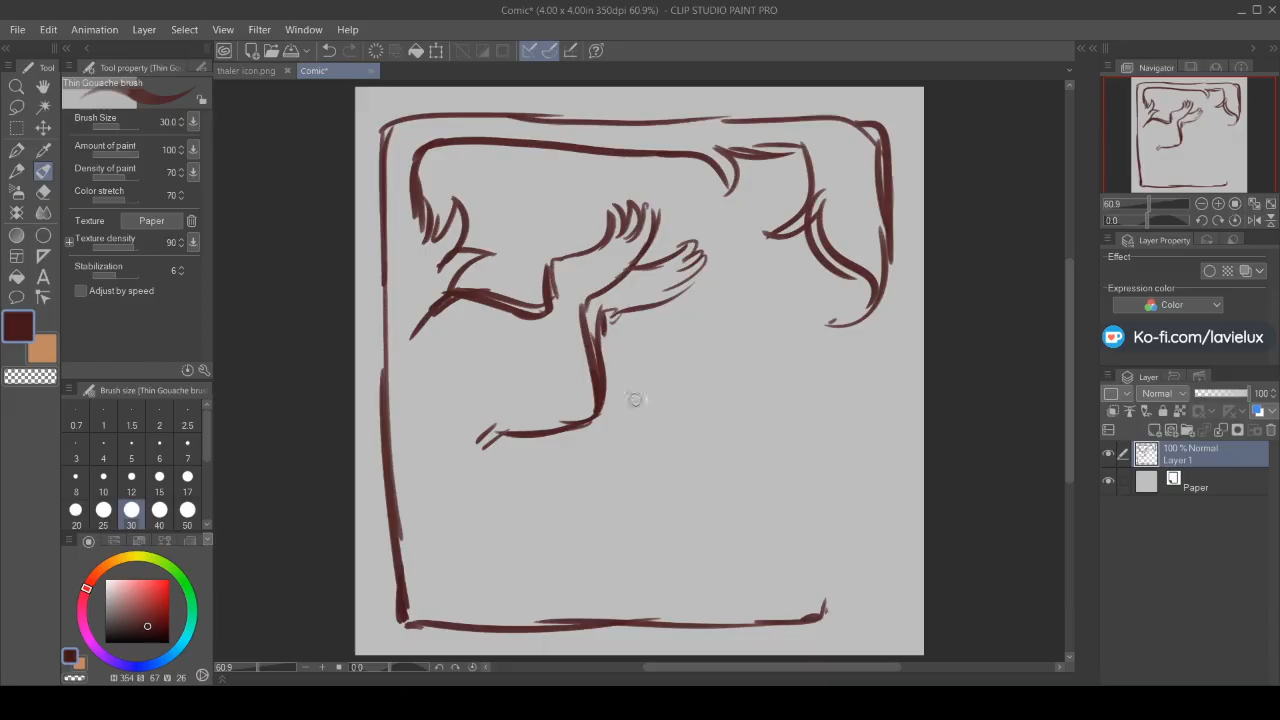 Comic* (4.00 x 4.00in 350dpi 60.9%) - CLIP STUDIO PAINT PRO
File Edit Animation Layer Select View Filter Window Help
Tool
Tool property [Thin Go
thaler icon.png
Comic*
Navigator
Thin Gouache brush
Brush Size 30.0
Amount of paint 100
Density of paint 70
Color stretch 70
Texture Paper
Texture density 90
Stabilization 6
Adjust by speed
60.9
0.0
Layer Property
Effect
Expression color
Color
Ko-fi.com/lavielux
Layer
Normal 100
100 % Normal
Layer 1
Paper
Brush size [Thin Gouache brus
0.7 1 1.5 2 2.5
3 4 5 6 7
8 10 12 15 17
20 25 30 40 50
H 354 S 67 V 26
60.9 0.0